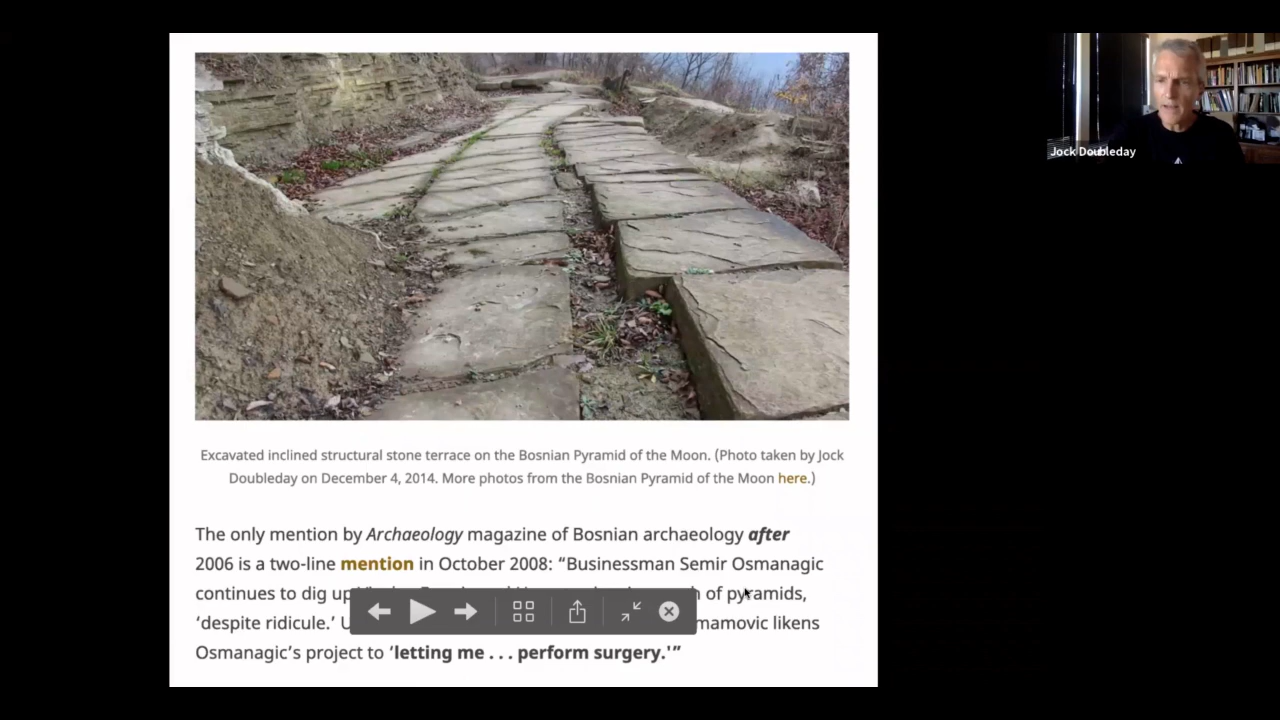 Jock Doubleday
Excavated inclined structural stone terrace on the Bosnian Pyramid of the Moon. (Photo taken by Jock
Doubleday on December 4, 2014. More photos from the Bosnian Pyramid of the Moon here.)
The only mention by Archaeology magazine of Bosnian archaeology after
2006 is a two-line mention in October 2008: “Businessman Semir Osmanagic
continues to dig up of pyramids,
‘despite ridicule.’ likens
Osmanagic’s project to ‘letting me . . . perform surgery.'”